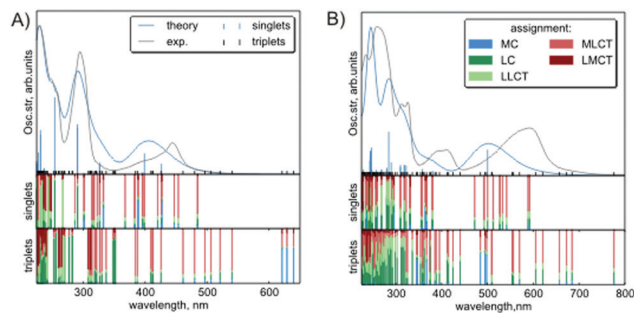 A)
theory
singlets
exp.
triplets
Osc.str, arb.units
singlets
triplets
300
400
500
600
wavelength, nm
B)
assignment:
MC
MLCT
LC
LMCT
LLCT
Osc.str, arb.units
singlets
triplets
300
400
500
600
700
800
wavelength, nm